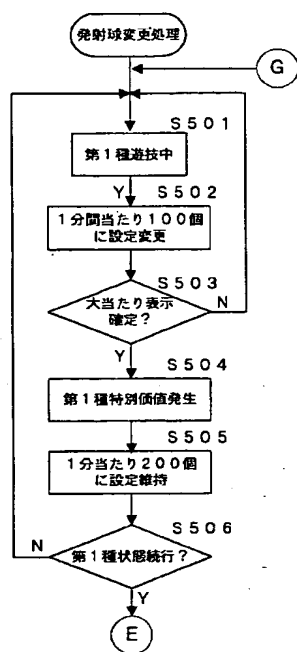 発射球変更処理
G
S501
第1種遊技中
Y
S502
1分間当たり100個
に設定変更
S503
大当たり表示
確定?
N
Y
S504
第1種特別価値発生
S505
1分当たり200個
に設定維持
S506
N
第1種状態続行?
Y
E